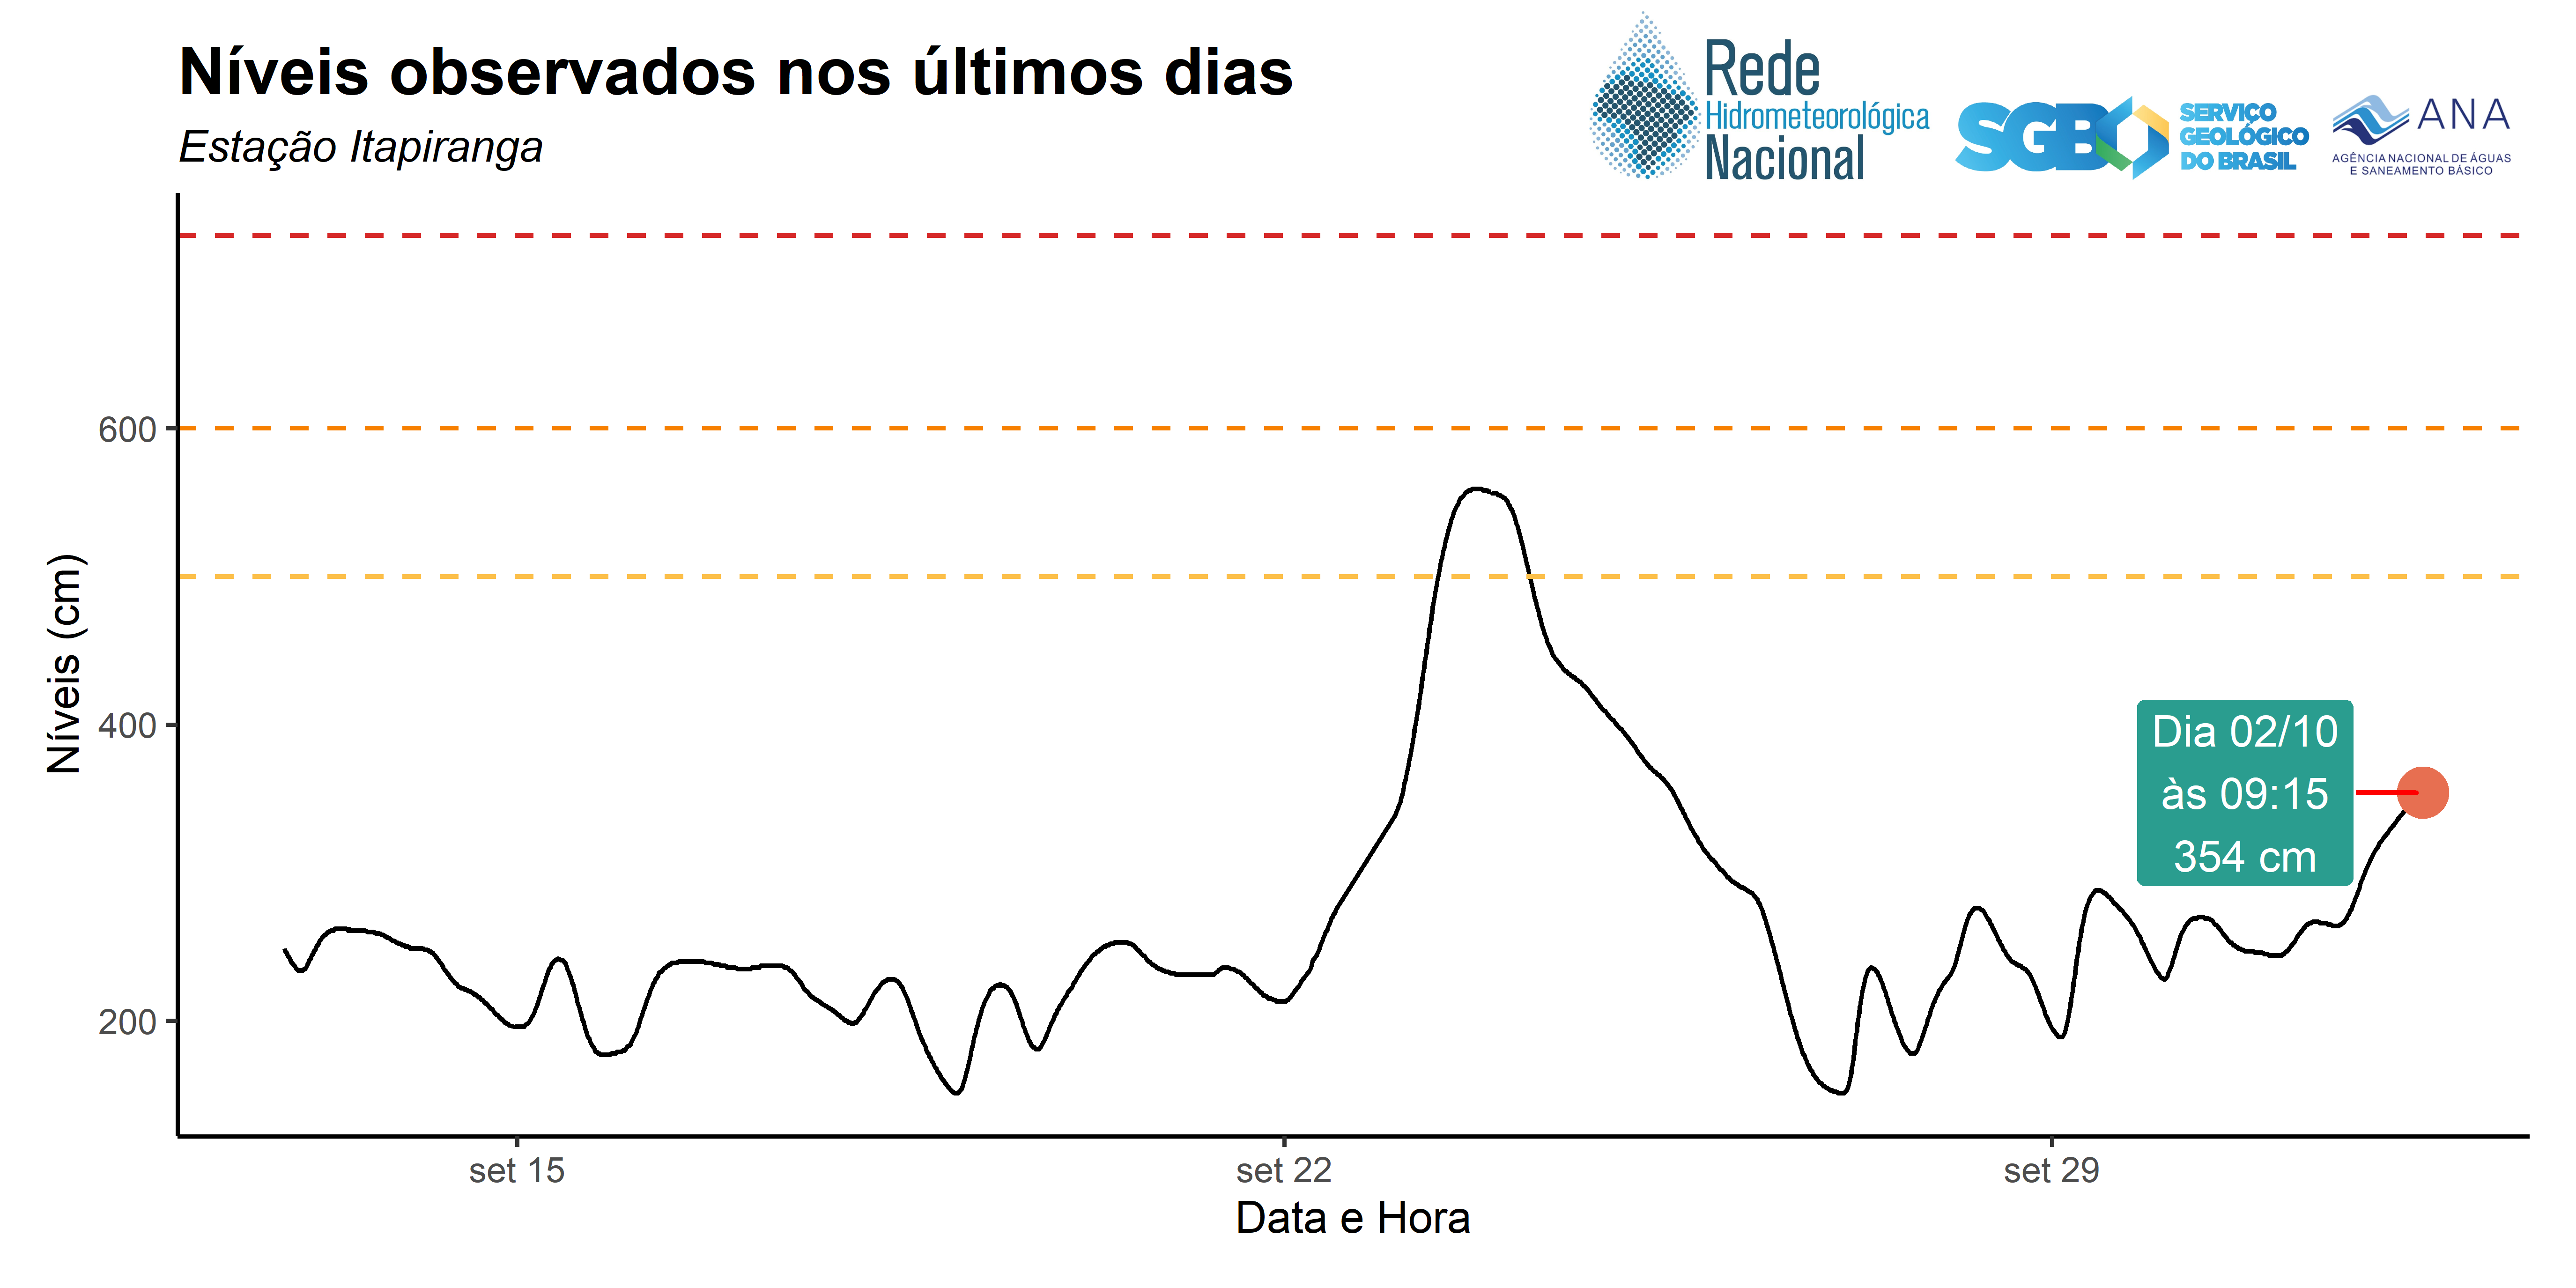 Níveis observados nos últimos dias
Estação Itapiranga
Rede
Hidrometeorológica
Nacional
SGB
SERVIÇO
GEOLÓGICO
DO BRASIL
ANA
AGÊNCIA NACIONAL DE ÁGUAS
E SANEAMENTO BÁSICO
Níveis (cm)
600
400
200
Dia 02/10
às 09:15
354 cm
set 15
set 22
set 29
Data e Hora